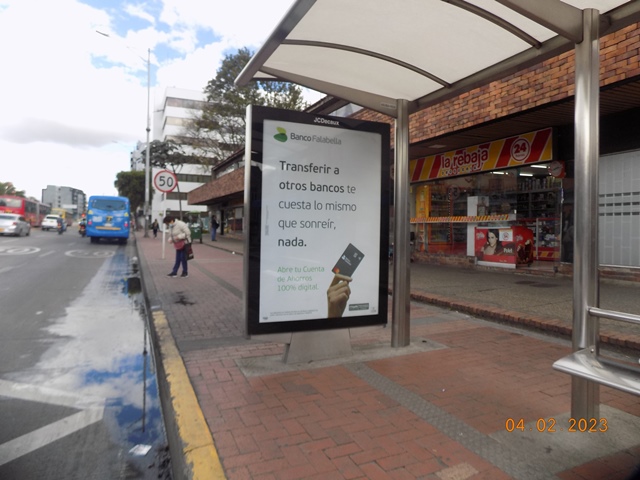 JCDecaux
Banco Falabella
Transferir a
otros bancos te
cuesta lo mismo
que sonreír,
nada.
Abre tu Cuenta
de Ahorros
100% digital.
50
la rebaja
24
04 02 2023